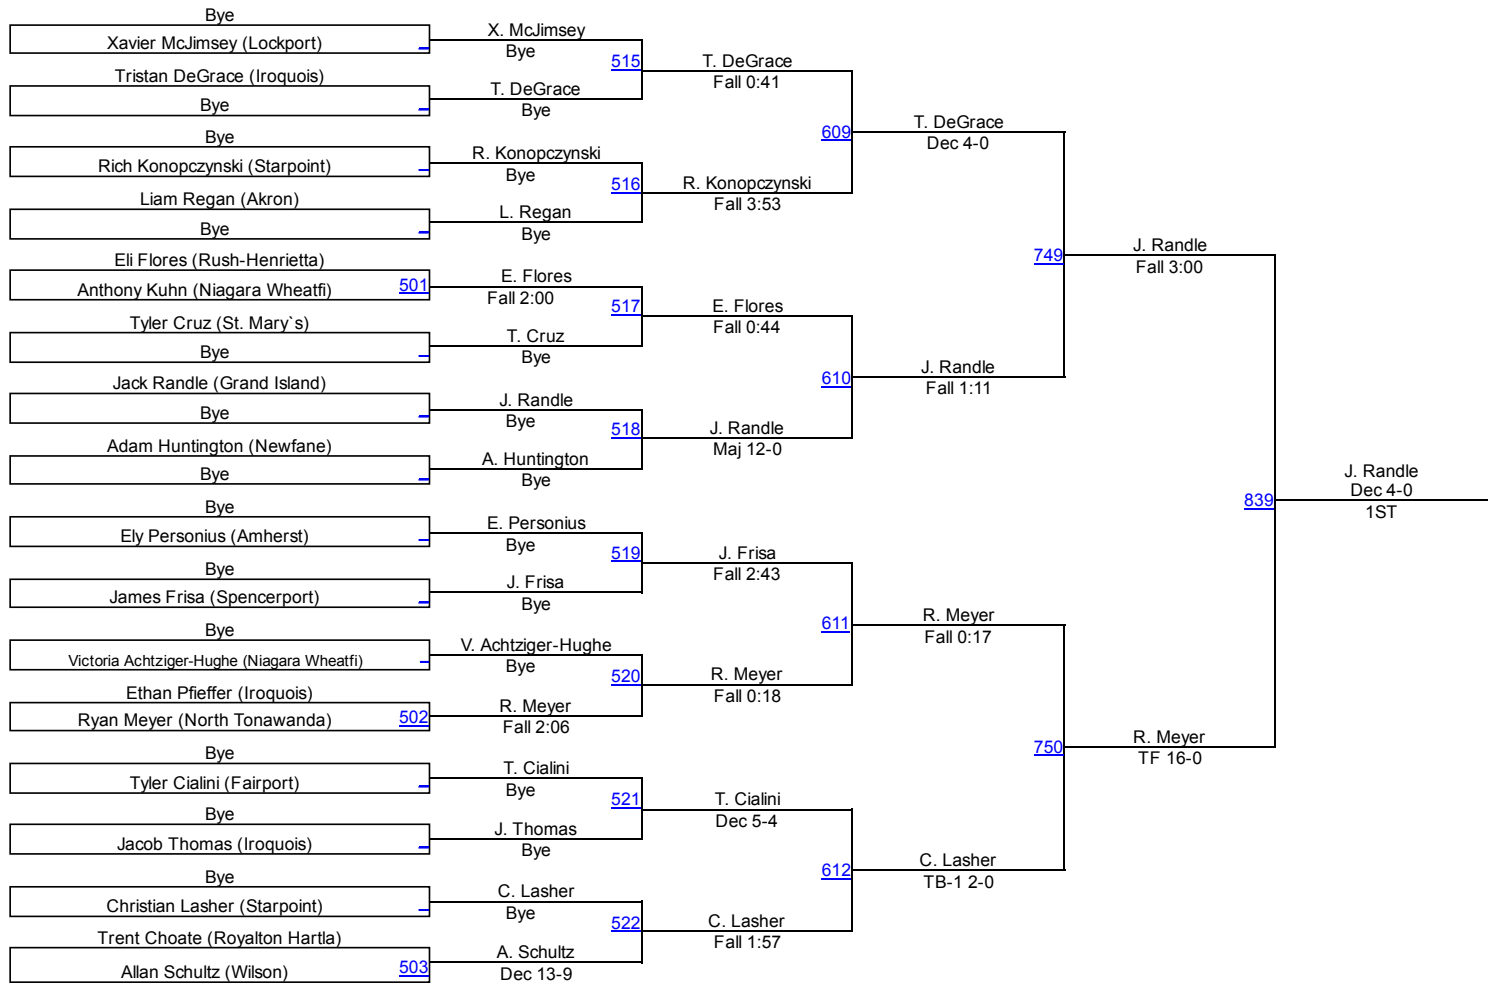 Bye
Xavier McJimsey (Lockport)
Tristan DeGrace (Iroquois)
Bye
Bye
Rich Konopczynski (Starpoint)
Liam Regan (Akron)
Bye
Eli Flores (Rush-Henrietta)
Anthony Kuhn (Niagara Wheatfi) 501
Tyler Cruz (St. Mary`s)
Bye
Jack Randle (Grand Island)
Bye
Adam Huntington (Newfane)
Bye
Bye
Ely Personius (Amherst)
Bye
James Frisa (Spencerport)
Bye
Victoria Achtziger-Hughe (Niagara Wheatfi)
Ethan Pfieffer (Iroquois)
Ryan Meyer (North Tonawanda) 502
Bye
Tyler Cialini (Fairport)
Bye
Jacob Thomas (Iroquois)
Bye
Christian Lasher (Starpoint)
Trent Choate (Royalton Hartla)
Allan Schultz (Wilson) 503
X. McJimsey
Bye
515
T. DeGrace
Bye
R. Konopczynski
Bye
516
L. Regan
Bye
E. Flores
Fall 2:00
517
T. Cruz
Bye
J. Randle
Bye
518
A. Huntington
Bye
E. Personius
Bye
519
J. Frisa
Bye
V. Achtziger-Hughe
Bye
520
R. Meyer
Fall 2:06
T. Cialini
Bye
521
J. Thomas
Bye
C. Lasher
Bye
522
A. Schultz
Dec 13-9
T. DeGrace
Fall 0:41
609
R. Konopczynski
Fall 3:53
E. Flores
Fall 0:44
610
J. Randle
Maj 12-0
J. Frisa
Fall 2:43
611
R. Meyer
Fall 0:18
T. Cialini
Dec 5-4
612
C. Lasher
Fall 1:57
T. DeGrace
Dec 4-0
749
J. Randle
Fall 1:11
R. Meyer
Fall 0:17
750
C. Lasher
TB-1 2-0
J. Randle
Fall 3:00
839
R. Meyer
TF 16-0
J. Randle
Dec 4-0
1ST